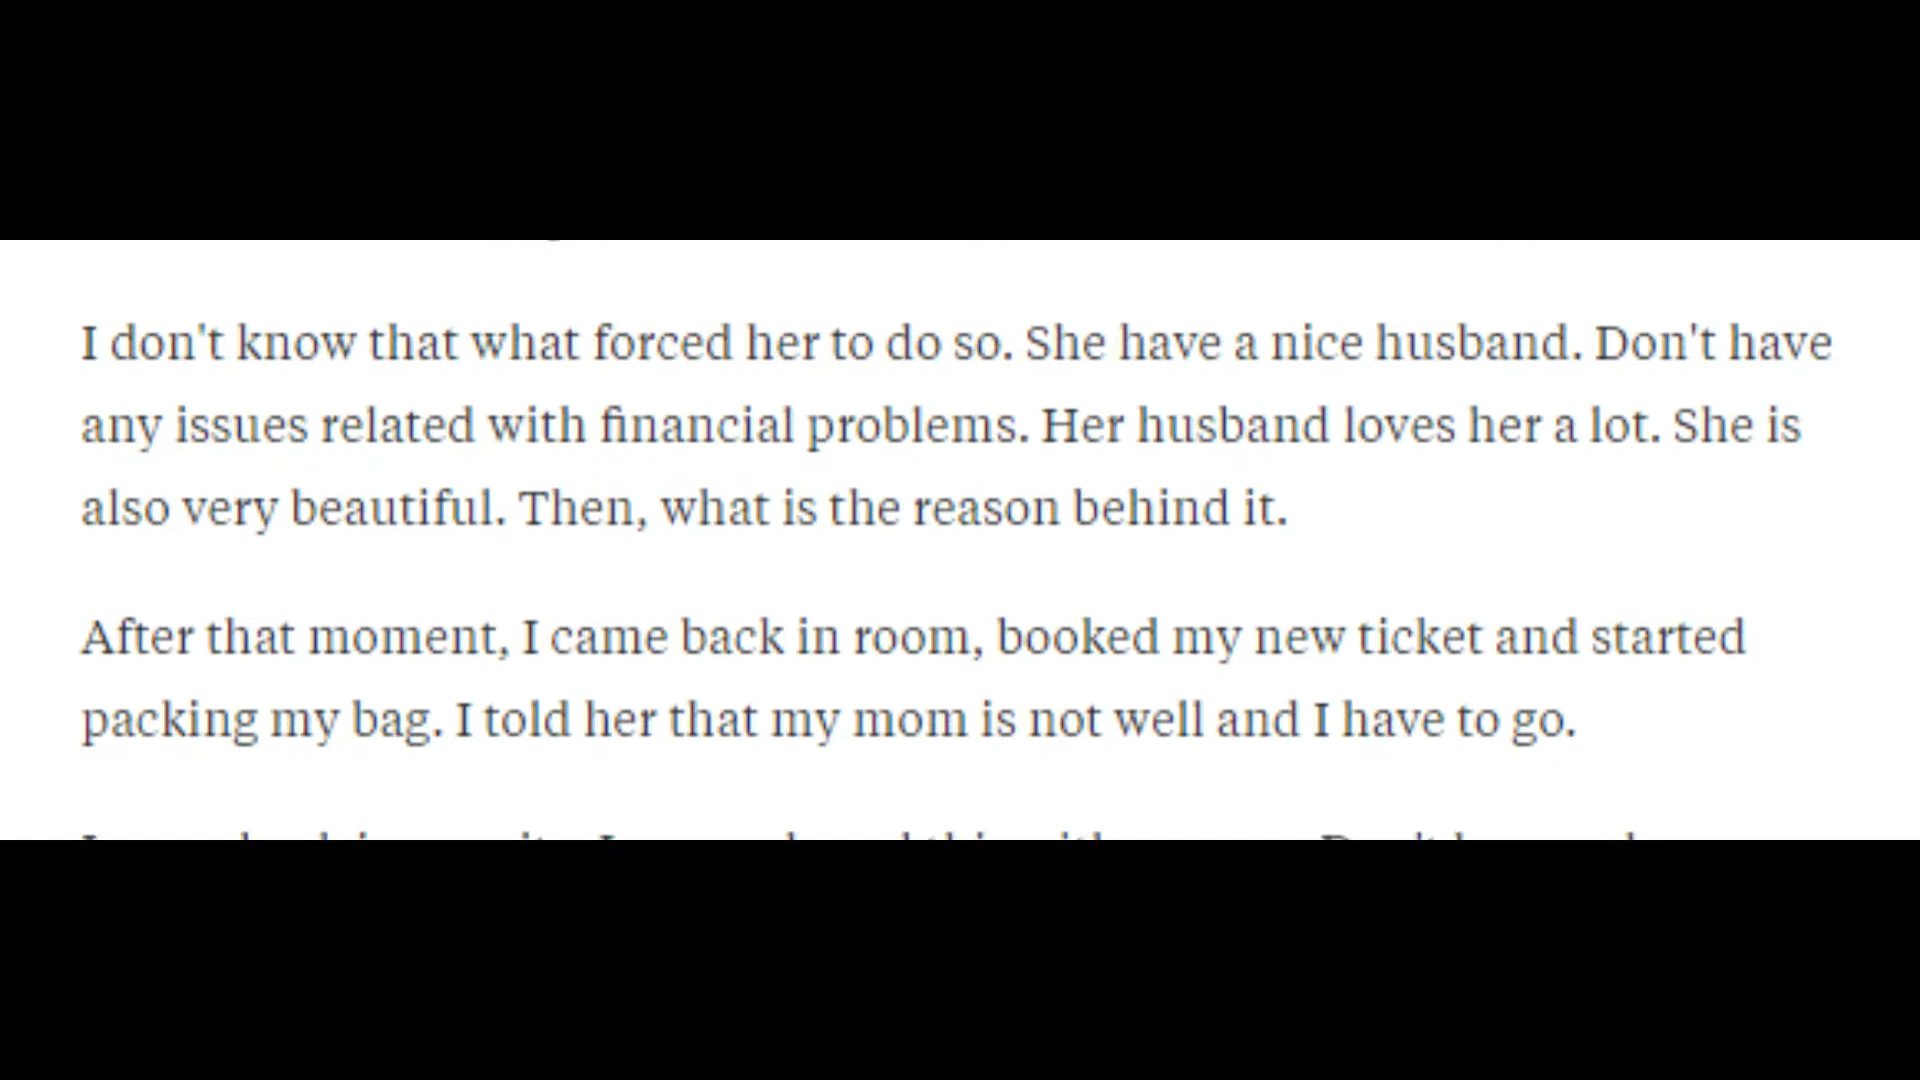 I don't know that what forced her to do so. She have a nice husband. Don't have
any issues related with financial problems. Her husband loves her a lot. She is
also very beautiful. Then, what is the reason behind it.
After that moment, I came back in room, booked my new ticket and started
packing my bag. I told her that my mom is not well and I have to go.